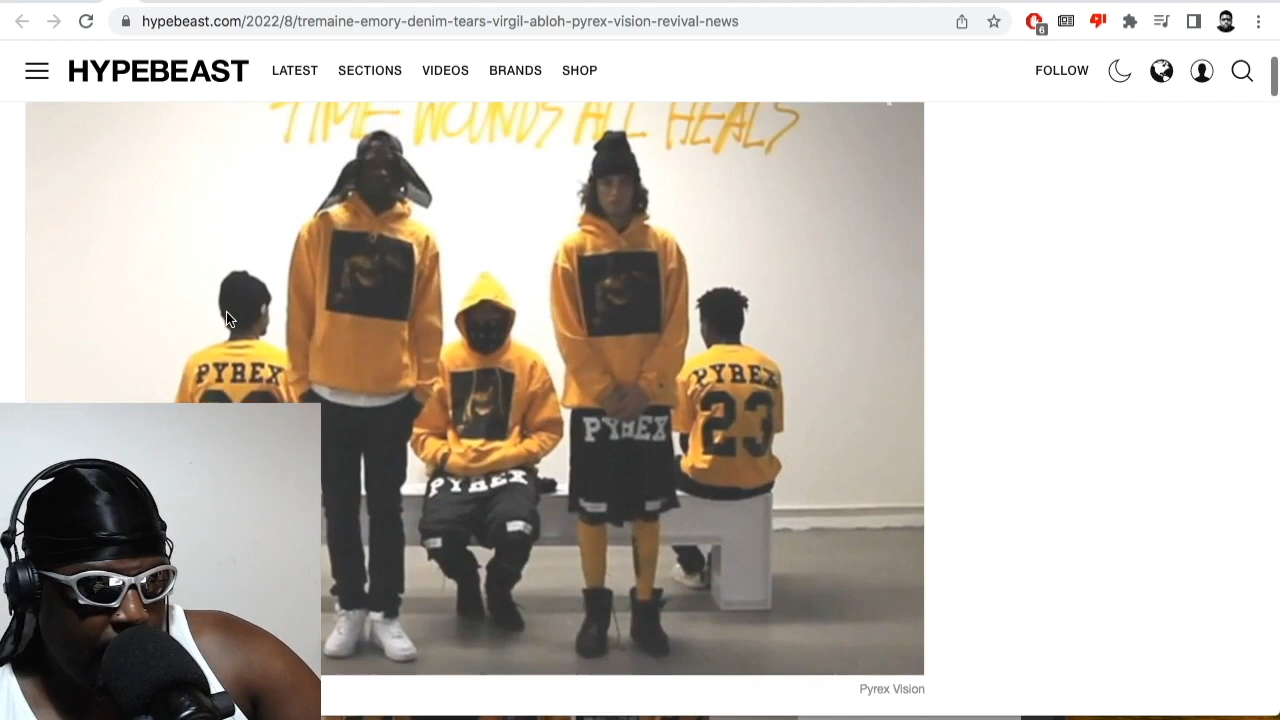 hypebeast.com/2022/8/tremaine-emory-denim-tears-virgil-abloh-pyrex-vision-revival-news
6
HYPEBEAST
LATEST
SECTIONS
VIDEOS
BRANDS
SHOP
FOLLOW
TIME WOUNDS ALL HEALS
PYREX
PYREX
23
PYREX
PYREX
Pyrex Vision